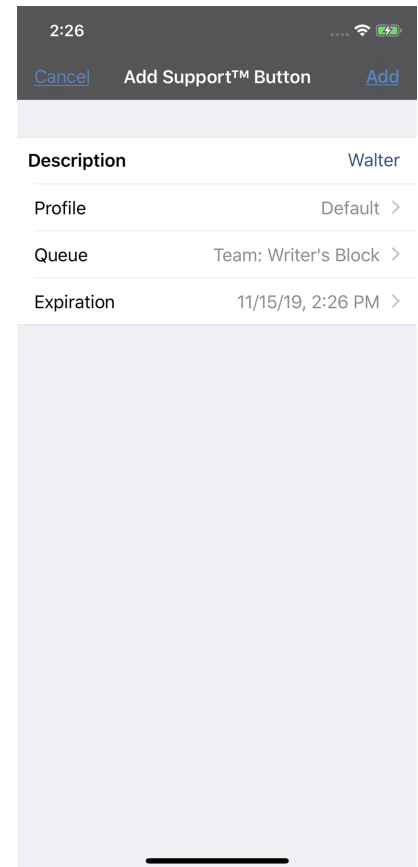 2:26
Cancel Add Support™ Button Add
Description Walter
Profile Default
Queue Team: Writer's Block
Expiration 11/15/19, 2:26 PM